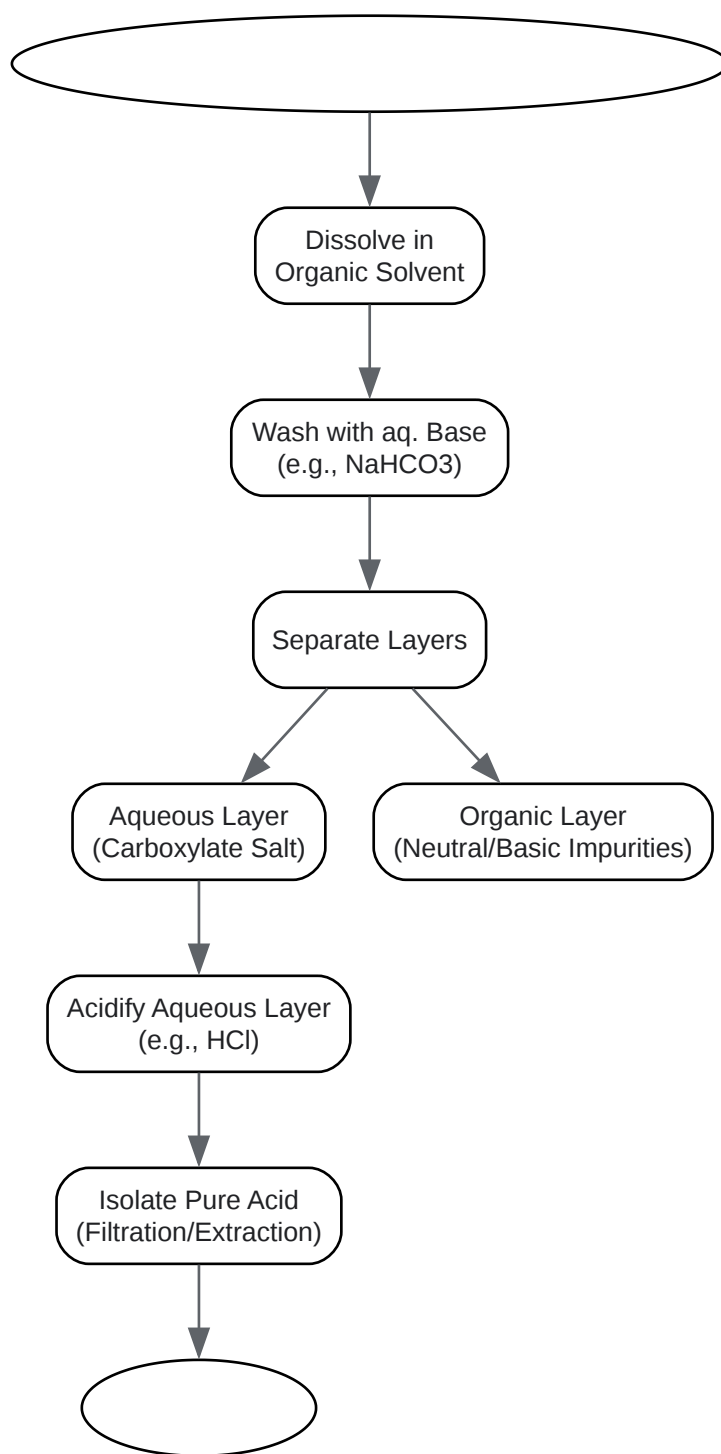 Dissolve in
Organic Solvent
Wash with aq. Base
(e.g., NaHCO3)
Separate Layers
Aqueous Layer
(Carboxylate Salt)
Organic Layer
(Neutral/Basic Impurities)
Acidify Aqueous Layer
(e.g., HCl)
Isolate Pure Acid
(Filtration/Extraction)